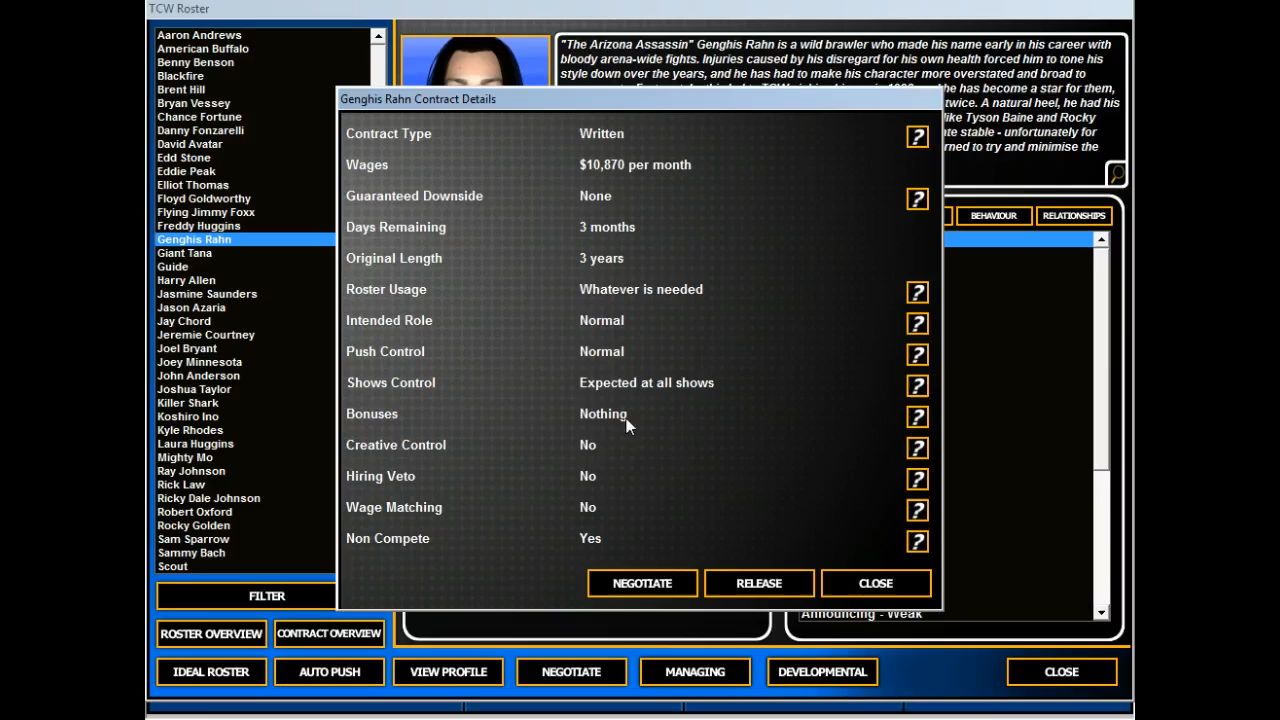 TCW Roster
Aaron Andrews
American Buffalo
Benny Benson
Blackfire
Brent Hill
Bryan Vessey
Chance Fortune
Danny Fonzarelli
David Avatar
Edd Stone
Eddie Peak
Elliot Thomas
Floyd Goldworthy
Flying Jimmy Foxx
Freddy Huggins
Genghis Rahn
Giant Tana
Guide
Harry Allen
Jasmine Saunders
Jason Azaria
Jay Chord
Jeremie Courtney
Joel Bryant
Joey Minnesota
John Anderson
Joshua Taylor
Killer Shark
Koshiro Ino
Kyle Rhodes
Laura Huggins
Mighty Mo
Ray Johnson
Rick Law
Ricky Dale Johnson
Robert Oxford
Rocky Golden
Sam Sparrow
Sammy Bach
Scout
FILTER
ROSTER OVERVIEW CONTRACT OVERVIEW
"The Arizona Assassin" Genghis Rahn is a wild brawler who made his name early in his career with
bloody arena-wide fights. Injuries caused by his disregard for his own health forced him to tone his
style down over the years, and he has had to make his character more overstated and broad to
he has become a star for them,
twice. A natural heel, he had his
like Tyson Baine and Rocky
te stable - unfortunately for
rned to try and minimise the
BEHAVIOUR RELATIONSHIPS
Genghis Rahn Contract Details
Contract Type Written ?
Wages $10,870 per month
Guaranteed Downside None ?
Days Remaining 3 months
Original Length 3 years
Roster Usage Whatever is needed ?
Intended Role Normal ?
Push Control Normal ?
Shows Control Expected at all shows ?
Bonuses Nothing ?
Creative Control No ?
Hiring Veto No ?
Wage Matching No ?
Non Compete Yes ?
NEGOTIATE RELEASE CLOSE
Announcing - Weak
IDEAL ROSTER AUTO PUSH VIEW PROFILE NEGOTIATE MANAGING DEVELOPMENTAL CLOSE